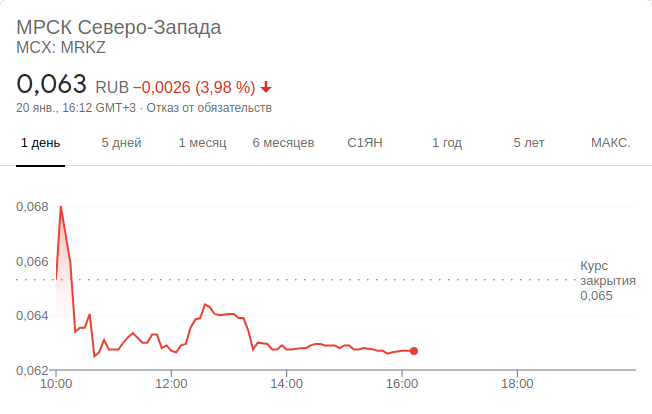 МРСК Северо-Запада
MCX: MRKZ
0,063 RUB −0,0026 (3,98 %)
20 янв., 16:12 GMT+3 · Отказ от обязательств
1 день 5 дней 1 месяц 6 месяцев С1ЯН 1 год 5 лет МАКС.
0,068
0,066
Курс
закрытия
0,065
0,064
0,062
10:00 12:00 14:00 16:00 18:00